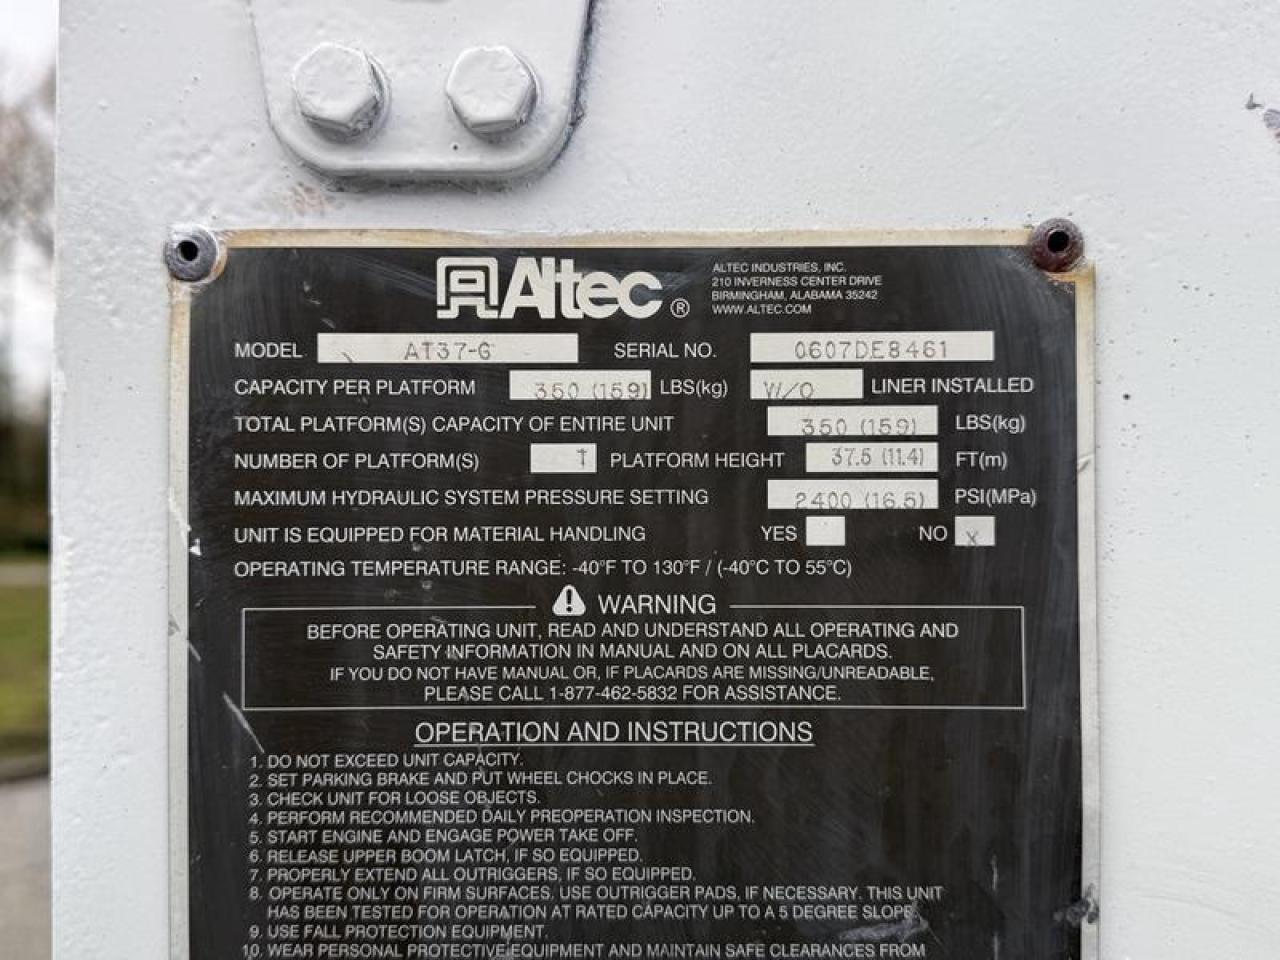 Altec ®
ALTEC INDUSTRIES, INC.
210 INVERNESS CENTER DRIVE
BIRMINGHAM, ALABAMA 35242
WWW.ALTEC.COM
MODEL AT37-G SERIAL NO. 0607DE8461
CAPACITY PER PLATFORM 350 (159) LBS(kg) W/O LINER INSTALLED
TOTAL PLATFORM(S) CAPACITY OF ENTIRE UNIT 350 (159) LBS(kg)
NUMBER OF PLATFORM(S) 1 PLATFORM HEIGHT 37.5 (11.4) FT(m)
MAXIMUM HYDRAULIC SYSTEM PRESSURE SETTING 2400 (16.5) PSI(MPa)
UNIT IS EQUIPPED FOR MATERIAL HANDLING YES NO X
OPERATING TEMPERATURE RANGE: -40°F TO 130°F / (-40°C TO 55°C)
WARNING
BEFORE OPERATING UNIT, READ AND UNDERSTAND ALL OPERATING AND
SAFETY INFORMATION IN MANUAL AND ON ALL PLACARDS.
IF YOU DO NOT HAVE MANUAL OR, IF PLACARDS ARE MISSING/UNREADABLE,
PLEASE CALL 1-877-462-5832 FOR ASSISTANCE.
OPERATION AND INSTRUCTIONS
1. DO NOT EXCEED UNIT CAPACITY.
2. SET PARKING BRAKE AND PUT WHEEL CHOCKS IN PLACE.
3. CHECK UNIT FOR LOOSE OBJECTS.
4. PERFORM RECOMMENDED DAILY PREOPERATION INSPECTION.
5. START ENGINE AND ENGAGE POWER TAKE OFF.
6. RELEASE UPPER BOOM LATCH, IF SO EQUIPPED.
7. PROPERLY EXTEND ALL OUTRIGGERS, IF SO EQUIPPED.
8. OPERATE ONLY ON FIRM SURFACES. USE OUTRIGGER PADS, IF NECESSARY. THIS UNIT
HAS BEEN TESTED FOR OPERATION AT RATED CAPACITY UP TO A 5 DEGREE SLOPE.
9. USE FALL PROTECTION EQUIPMENT.
10. WEAR PERSONAL PROTECTIVE EQUIPMENT AND MAINTAIN SAFE CLEARANCES FROM